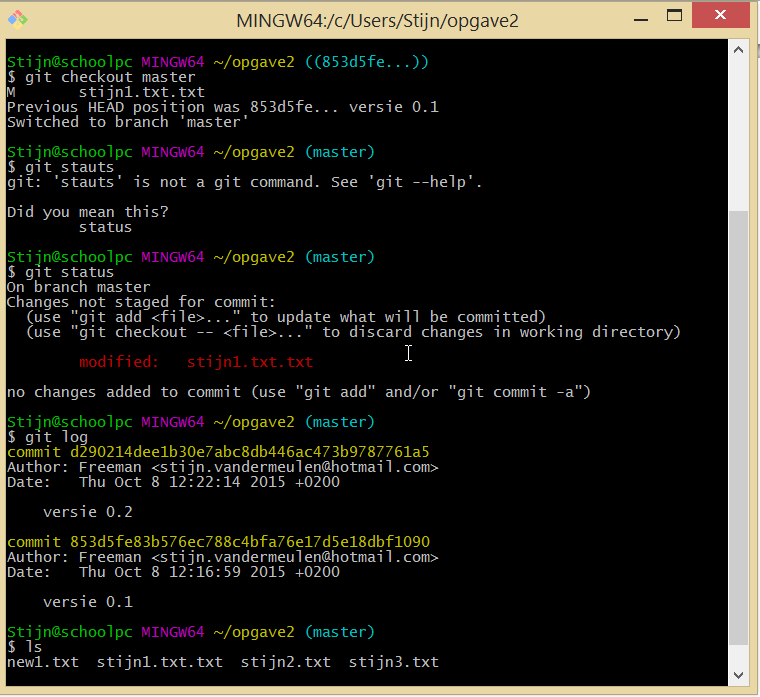 MINGW64:/c/Users/Stijn/opgave2
Stijn@schoolpc MINGW64 ~/opgave2 ((853d5fe...))
$ git checkout master
M       stijn1.txt.txt
Previous HEAD position was 853d5fe... versie 0.1
Switched to branch 'master'
Stijn@schoolpc MINGW64 ~/opgave2 (master)
$ git stauts
git: 'stauts' is not a git command. See 'git --help'.
Did you mean this?
        status
Stijn@schoolpc MINGW64 ~/opgave2 (master)
$ git status
On branch master
Changes not staged for commit:
  (use "git add <file>..." to update what will be committed)
  (use "git checkout -- <file>..." to discard changes in working directory)
        modified:   stijn1.txt.txt
no changes added to commit (use "git add" and/or "git commit -a")
Stijn@schoolpc MINGW64 ~/opgave2 (master)
$ git log
commit d290214dee1b30e7abc8db446ac473b9787761a5
Author: Freeman <stijn.vandermeulen@hotmail.com>
Date:   Thu Oct 8 12:22:14 2015 +0200
    versie 0.2
commit 853d5fe83b576ec788c4bfa76e17d5e18dbf1090
Author: Freeman <stijn.vandermeulen@hotmail.com>
Date:   Thu Oct 8 12:16:59 2015 +0200
    versie 0.1
Stijn@schoolpc MINGW64 ~/opgave2 (master)
$ ls
new1.txt  stijn1.txt.txt  stijn2.txt  stijn3.txt